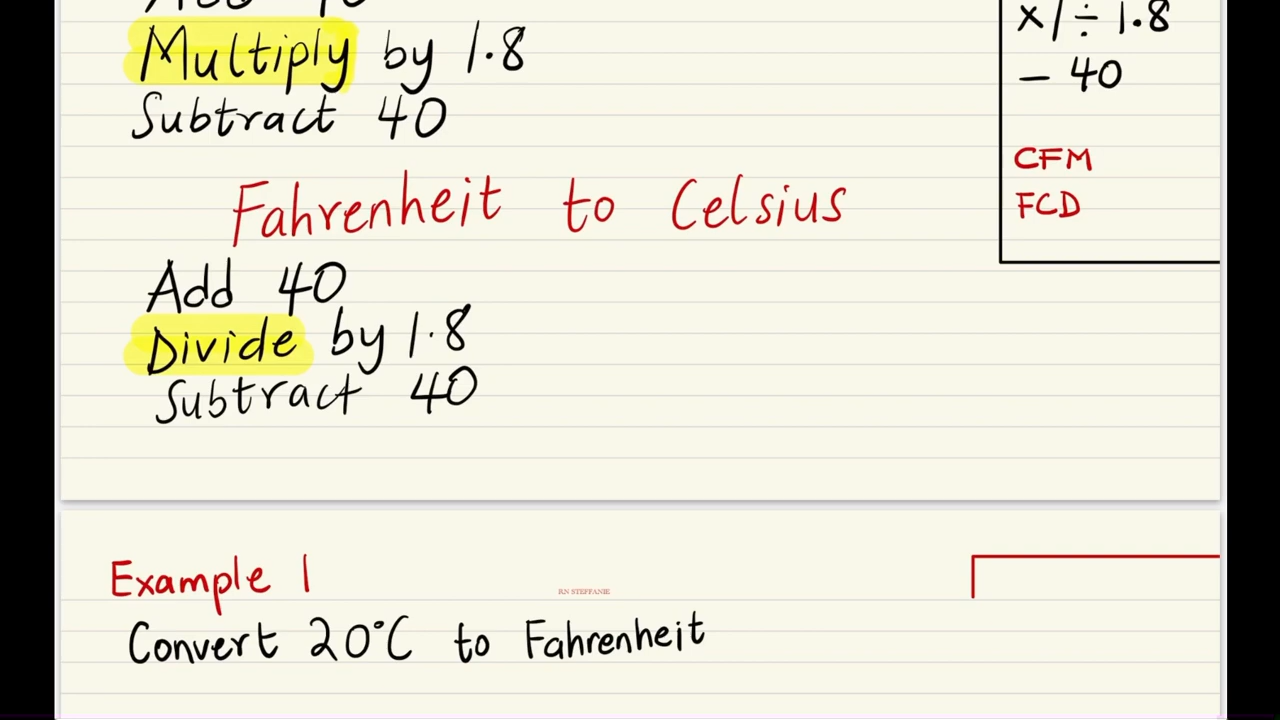 Multiply by 1.8
Subtract 40
Fahrenheit to Celsius
Add 40
Divide by 1.8
Subtract 40
x/÷ 1.8
- 40
CFM
FCD
Example 1
RN STEFFANIE
Convert 20°C to Fahrenheit